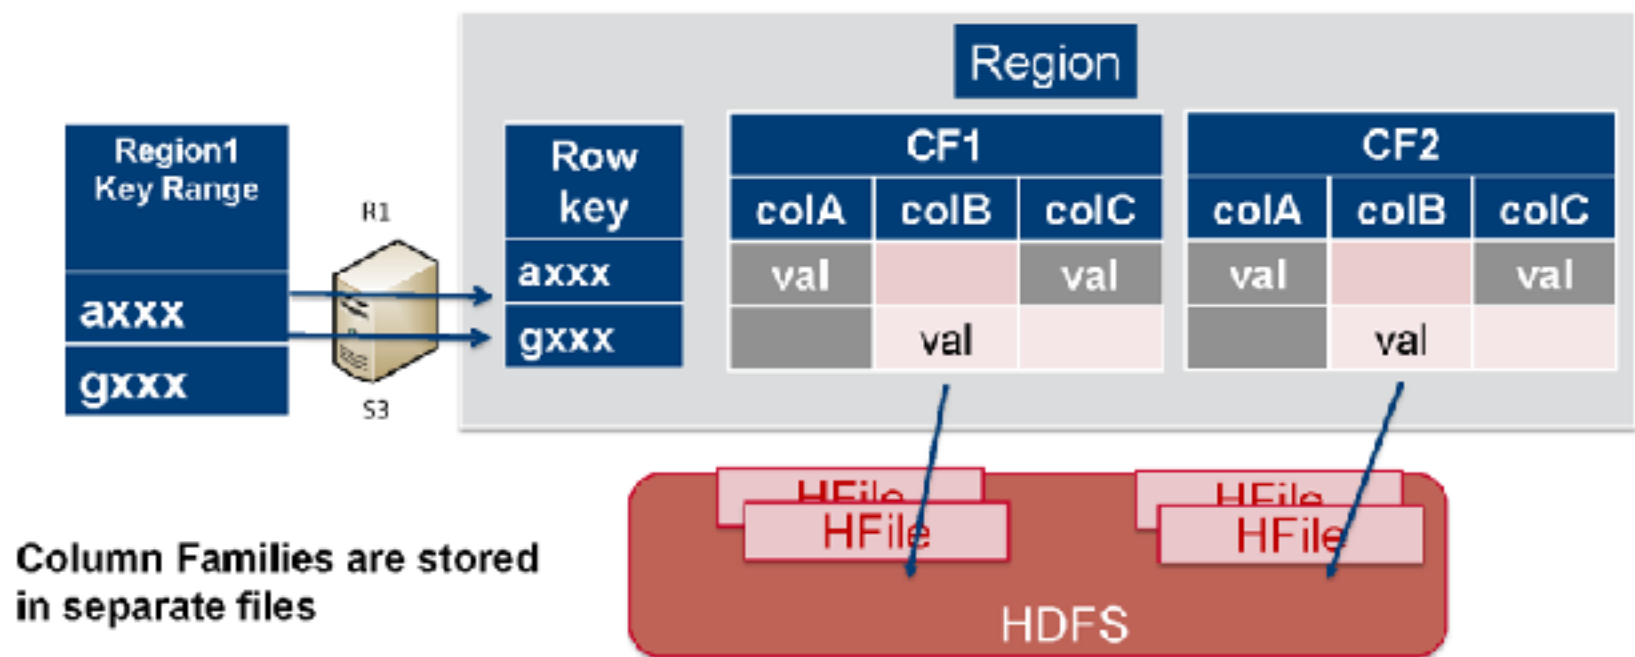 Region
Region1
Key Range
axxx
gxxx
R1
S3
Row
key
axxx
gxxx
CF1
colA colB colC
val val
val
CF2
colA colB colC
val val
val
HFile
HFile
HFile
HFile
HDFS
Column Families are stored
in separate files